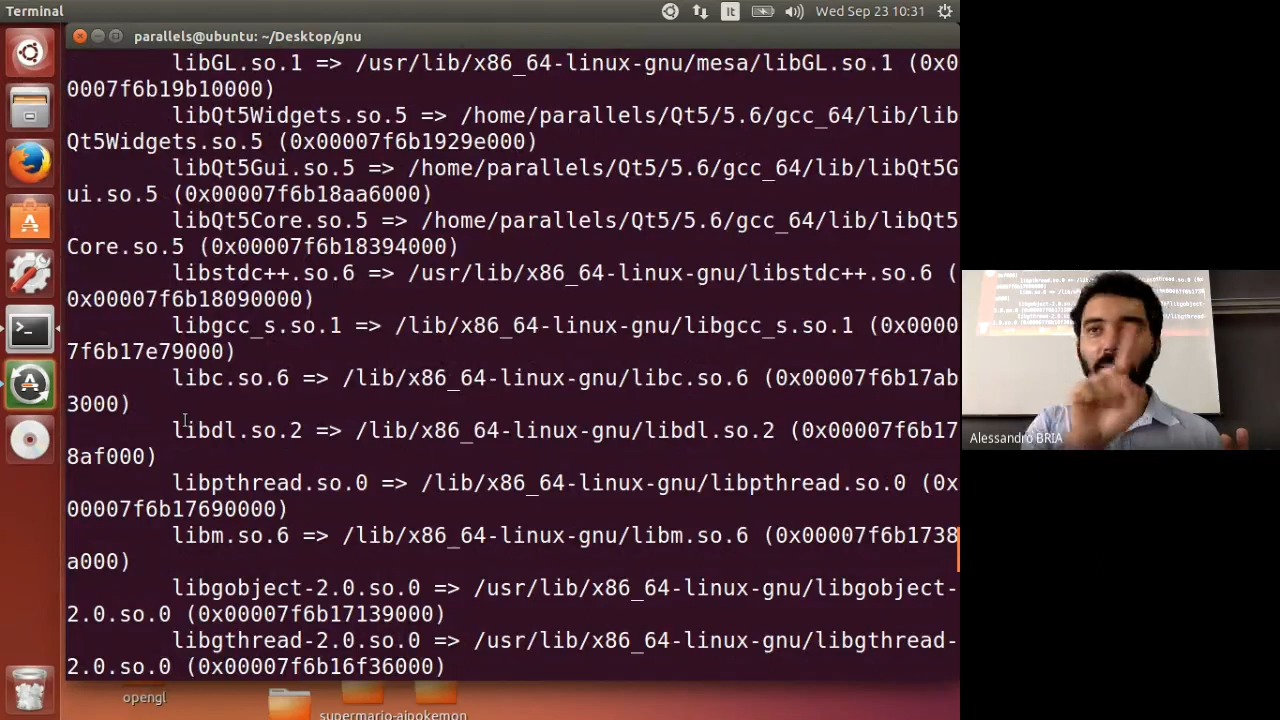 Terminal
It
Wed Sep 23 10:31
parallels@ubuntu: ~/Desktop/gnu
libGL.so.1 => /usr/lib/x86_64-linux-gnu/mesa/libGL.so.1 (0x0
0007f6b19b10000)
libQt5Widgets.so.5 => /home/parallels/Qt5/5.6/gcc_64/lib/lib
Qt5Widgets.so.5 (0x00007f6b1929e000)
libQt5Gui.so.5 => /home/parallels/Qt5/5.6/gcc_64/lib/libQt5G
ui.so.5 (0x00007f6b18aa6000)
libQt5Core.so.5 => /home/parallels/Qt5/5.6/gcc_64/lib/libQt5
Core.so.5 (0x00007f6b18394000)
libstdc++.so.6 => /usr/lib/x86_64-linux-gnu/libstdc++.so.6 (
0x00007f6b18090000)
libgcc_s.so.1 => /lib/x86_64-linux-gnu/libgcc_s.so.1 (0x0000
7f6b17e79000)
libc.so.6 => /lib/x86_64-linux-gnu/libc.so.6 (0x00007f6b17ab
3000)
libdl.so.2 => /lib/x86_64-linux-gnu/libdl.so.2 (0x00007f6b17
8af000)
libpthread.so.0 => /lib/x86_64-linux-gnu/libpthread.so.0 (0x
00007f6b17690000)
libm.so.6 => /lib/x86_64-linux-gnu/libm.so.6 (0x00007f6b1738
a000)
libgobject-2.0.so.0 => /usr/lib/x86_64-linux-gnu/libgobject-
2.0.so.0 (0x00007f6b17139000)
libgthread-2.0.so.0 => /usr/lib/x86_64-linux-gnu/libgthread-
2.0.so.0 (0x00007f6b16f36000)
opengl
supermario-aipokemon
Alessandro BRIA